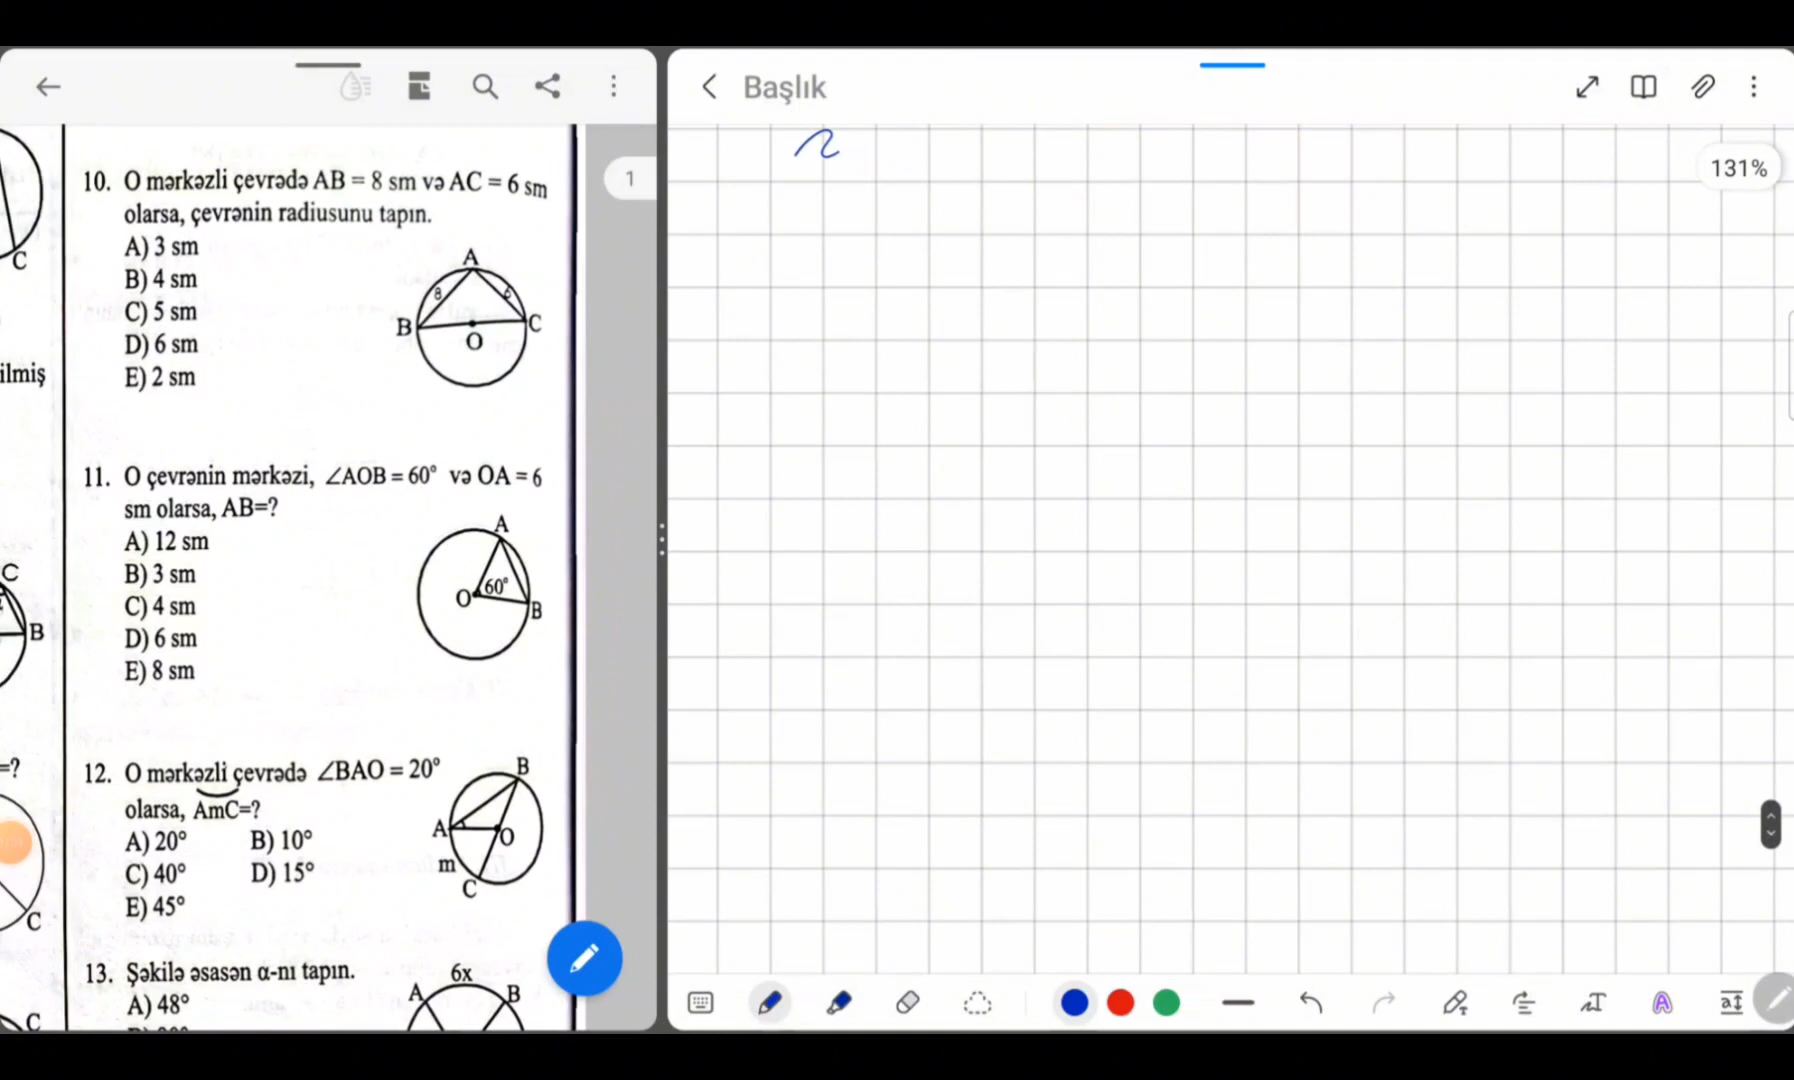 Başlık
131%
1
C
ilmiş
C
B
=?
C
C
10. O mərkəzli çevrədə AB = 8 sm və AC = 6 sm
olarsa, çevrənin radiusunu tapın.
A) 3 sm
B) 4 sm
C) 5 sm
D) 6 sm
E) 2 sm
A
8
6
B
C
O
11. O çevrənin mərkəzi, ∠AOB = 60° və OA = 6
sm olarsa, AB=?
A) 12 sm
B) 3 sm
C) 4 sm
D) 6 sm
E) 8 sm
A
O
60°
B
12. O mərkəzli çevrədə ∠BAO = 20°
olarsa, AmC=?
A) 20° B) 10°
C) 40° D) 15°
E) 45°
B
A
O
m
C
13. Şəkilə əsasən α-nı tapın.
A) 48°
6x
A
B